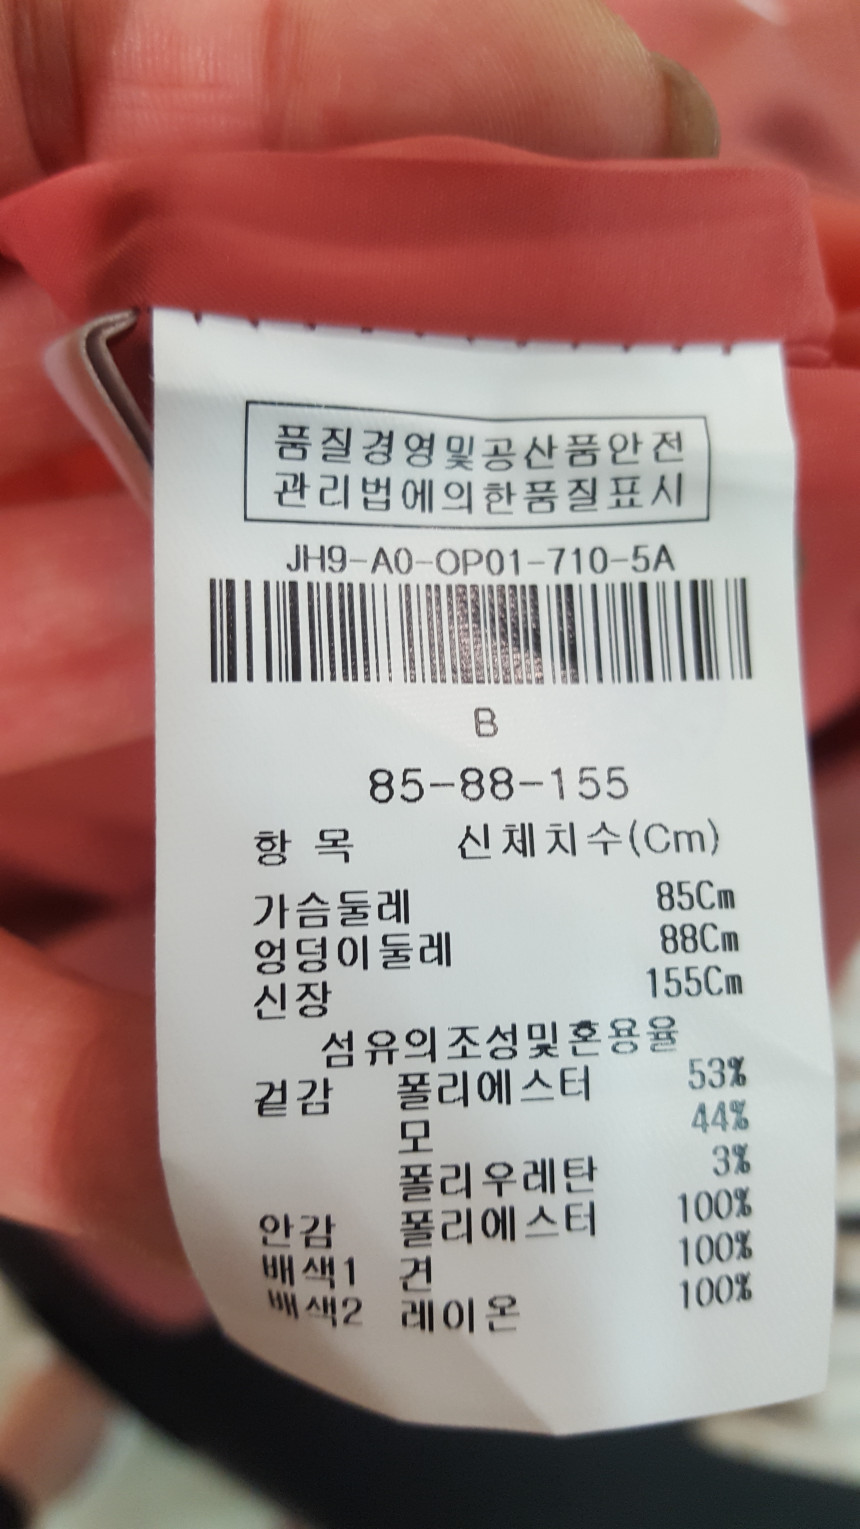 품질경영및공산품안전
관리법에의한품질표시
JH9-A0-OP01-710-5A
B
85-88-155
항 목 신체치수(Cm)
가슴둘레 85Cm
엉덩이둘레 88Cm
신장 155Cm
섬유의조성및혼용율
겉감 폴리에스터 53%
모 44%
폴리우레탄 3%
안감 폴리에스터 100%
배색1 견 100%
배색2 레이온 100%